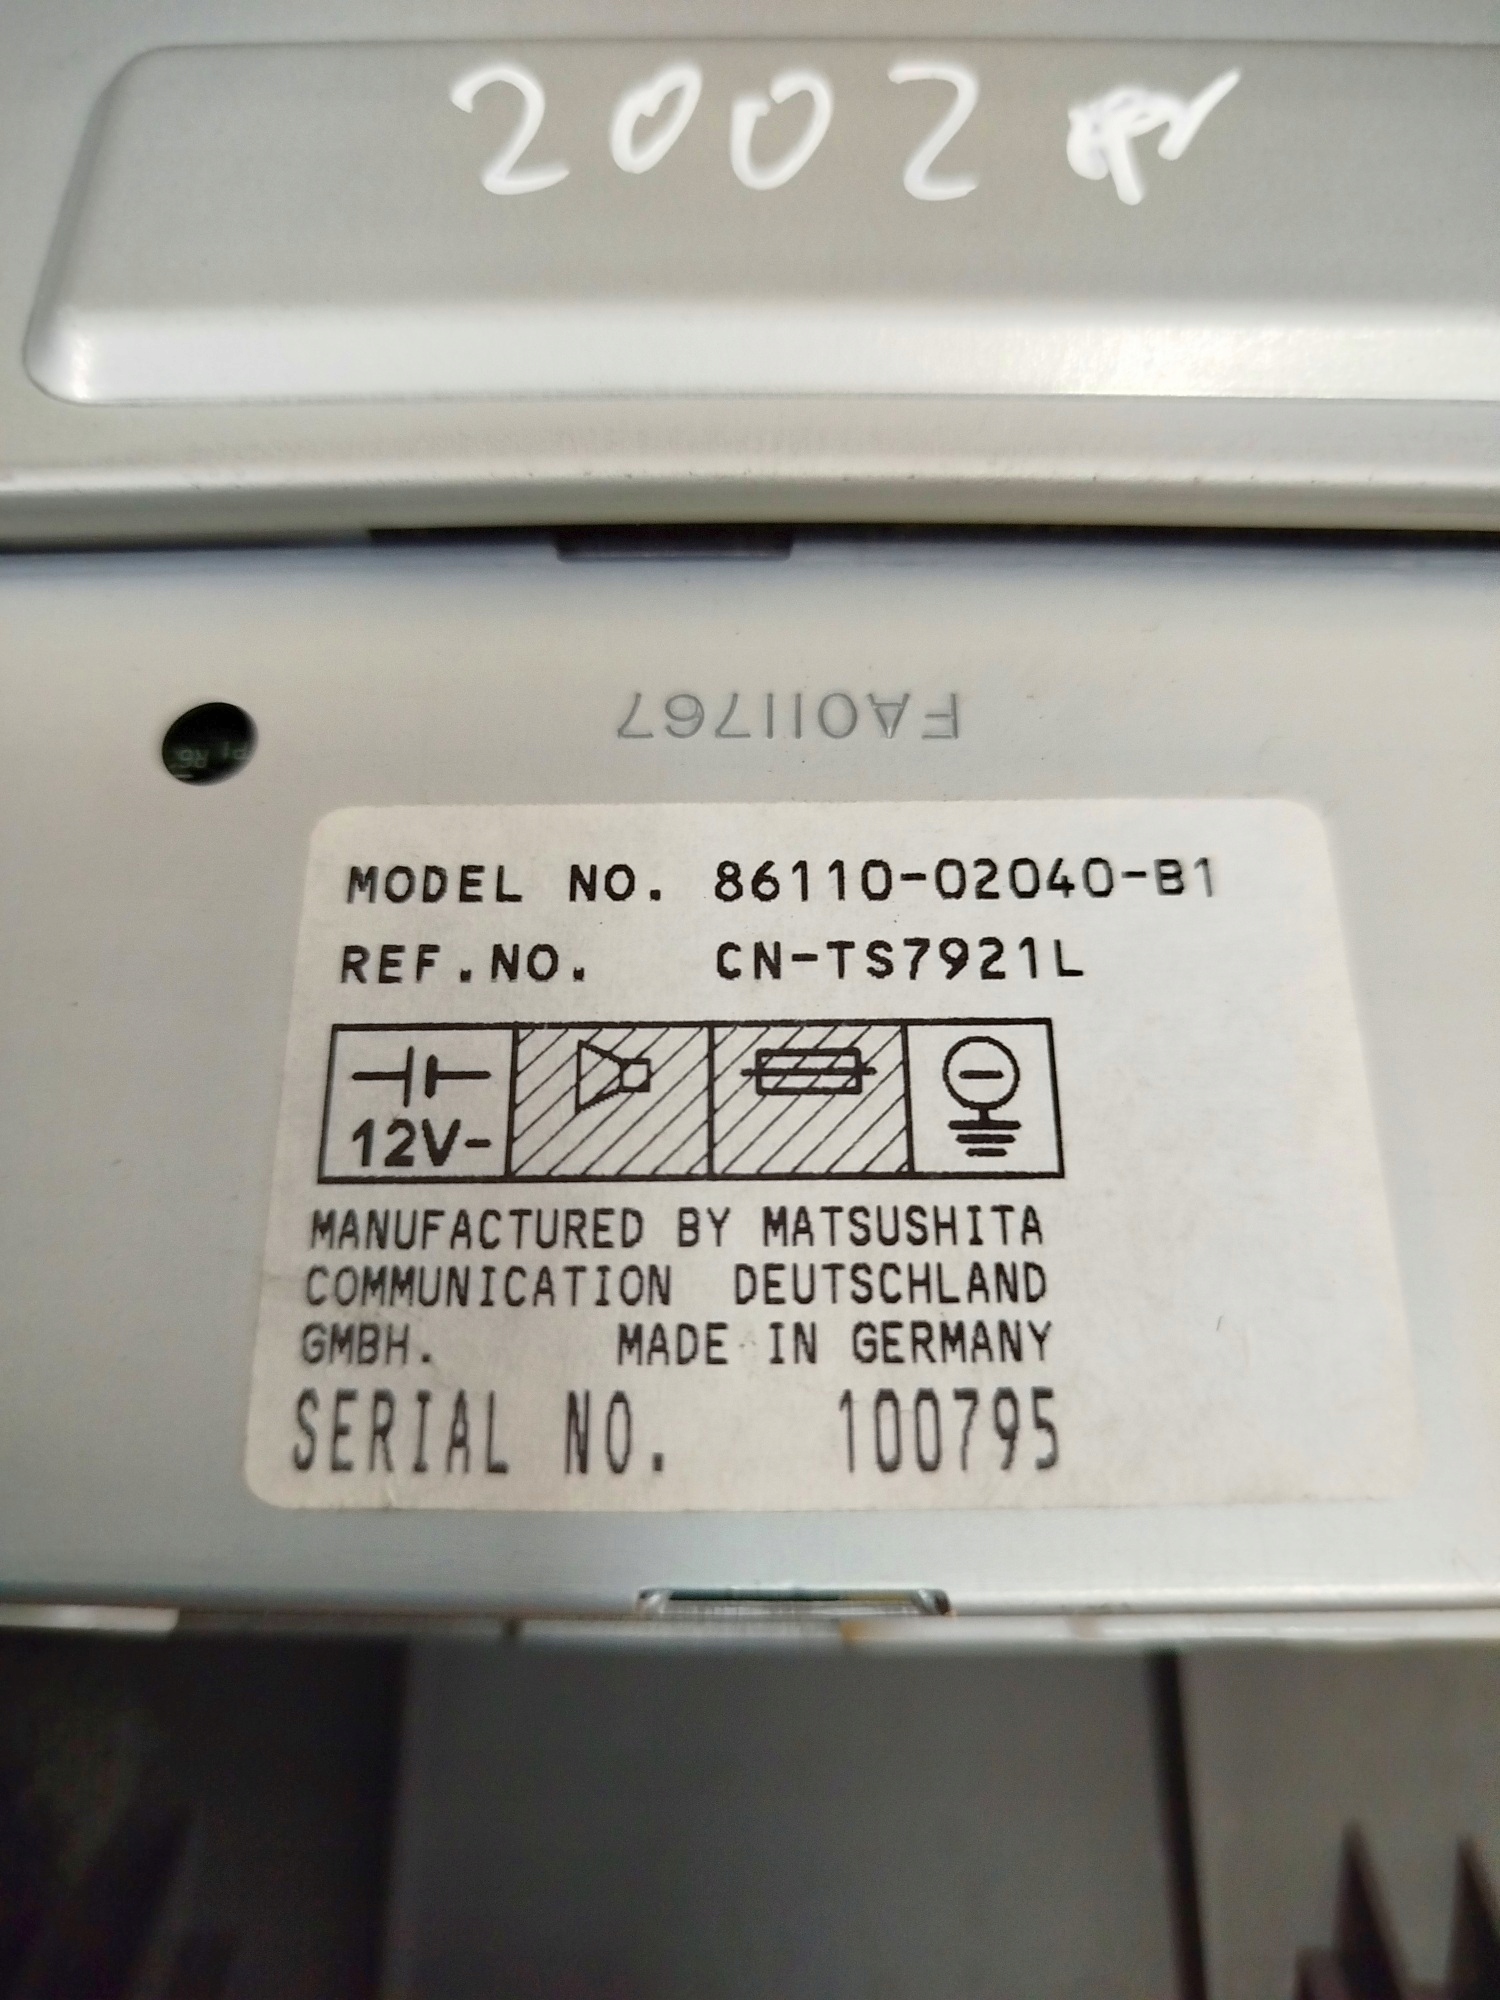 2002
FA011767
MODEL NO. 86110-02040-B1
REF.NO. CN-TS7921L
12V-
MANUFACTURED BY MATSUSHITA
COMMUNICATION DEUTSCHLAND
GMBH. MADE IN GERMANY
SERIAL NO. 100795